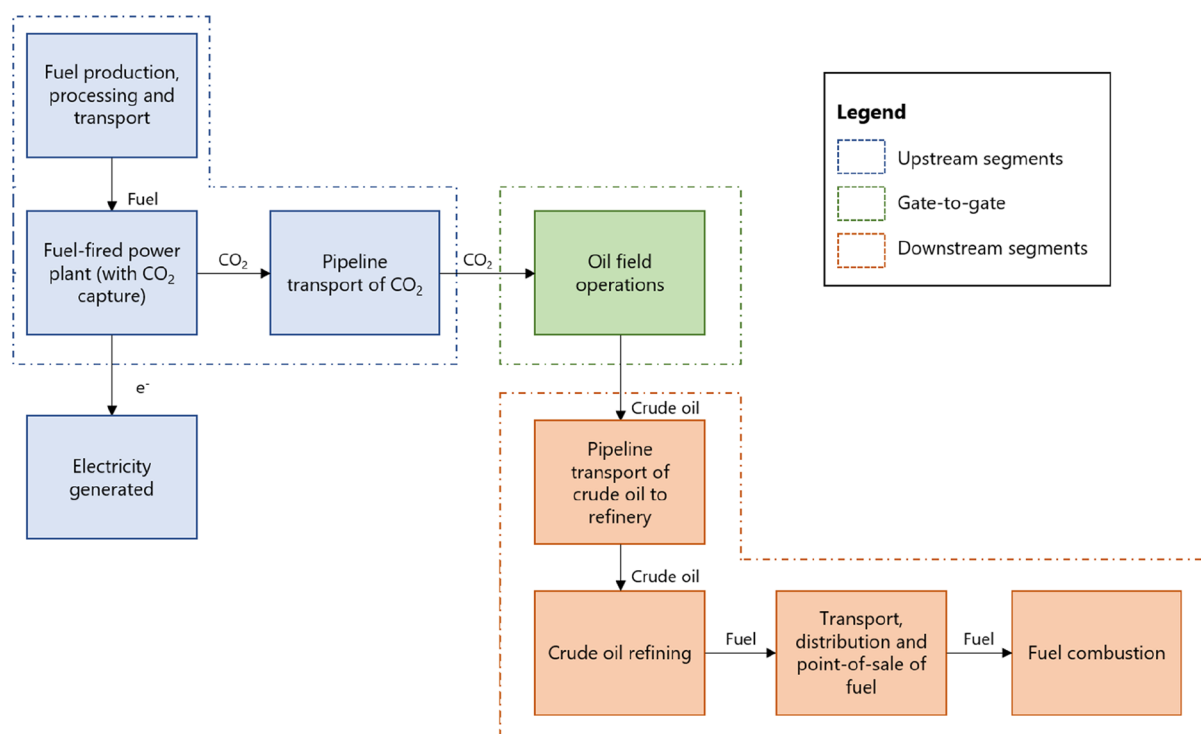 Fuel production,
processing and
transport
Fuel
Fuel-fired power
plant (with CO₂
capture)
CO₂
Pipeline
transport of CO₂
CO₂
Oil field
operations
e⁻
Electricity
generated
Legend
Upstream segments
Gate-to-gate
Downstream segments
Crude oil
Pipeline
transport of
crude oil to
refinery
Crude oil
Crude oil refining
Fuel
Transport,
distribution and
point-of-sale of
fuel
Fuel
Fuel combustion